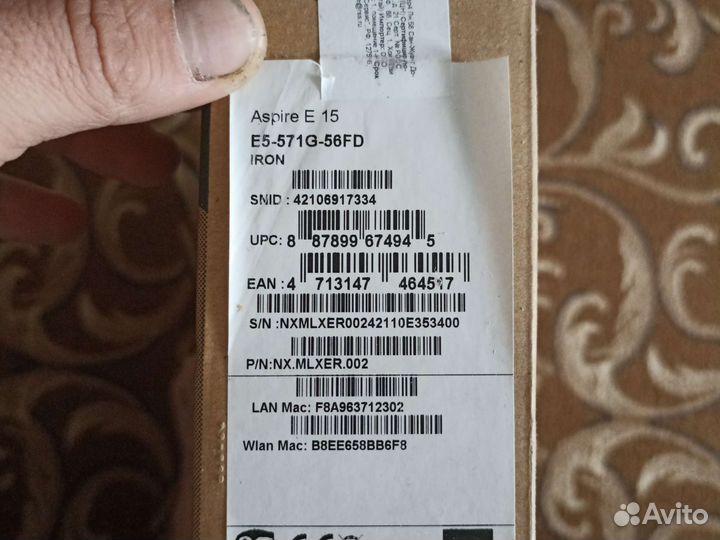 Aspire E 15
E5-571G-56FD
IRON
SNID : 42106917334
UPC: 8 87899 67494 5
EAN : 4 713147 464517
S/N :NXMLXER00242110E353400
P/N:NX.MLXER.002
LAN Mac: F8A963712302
Wlan Mac: B8EE658BB6F8
Avito